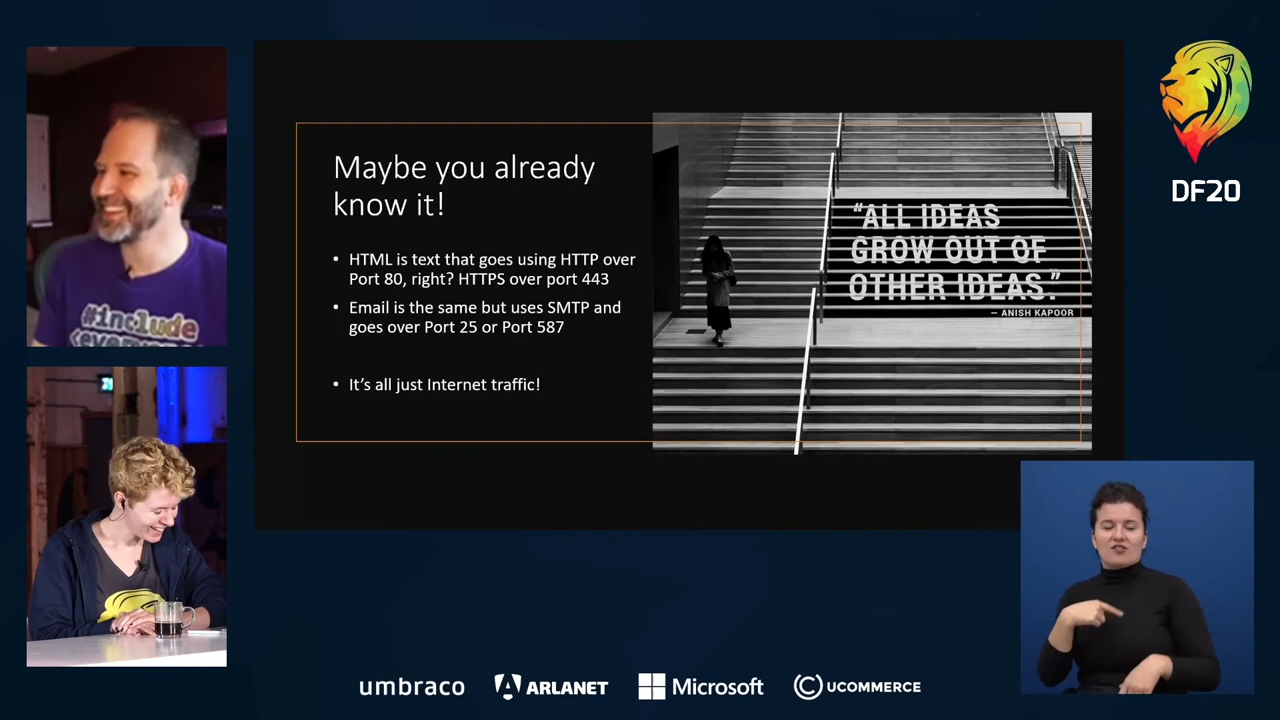 Maybe you already
know it!
• HTML is text that goes using HTTP over
Port 80, right? HTTPS over port 443
• Email is the same but uses SMTP and
goes over Port 25 or Port 587
• It’s all just Internet traffic!
“ALL IDEAS
GROW OUT OF
OTHER IDEAS.”
— ANISH KAPOOR
DF20
#include
umbraco
ARLANET
Microsoft
UCOMMERCE